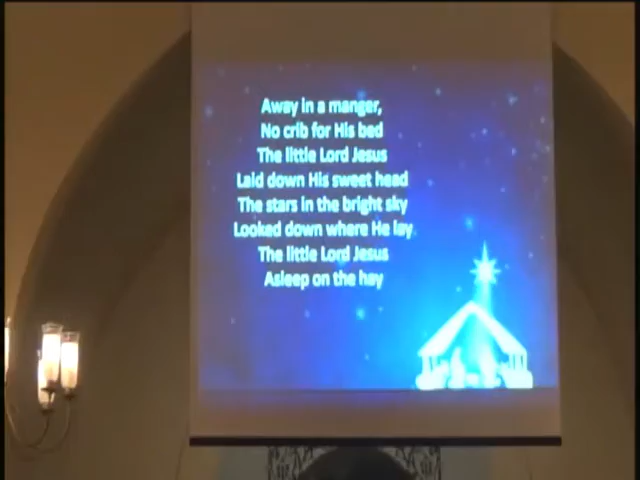 Away in a manger,
No crib for His bed
The little Lord Jesus
Laid down His sweet head
The stars in the bright sky
Looked down where He lay
The little Lord Jesus
Asleep on the hay